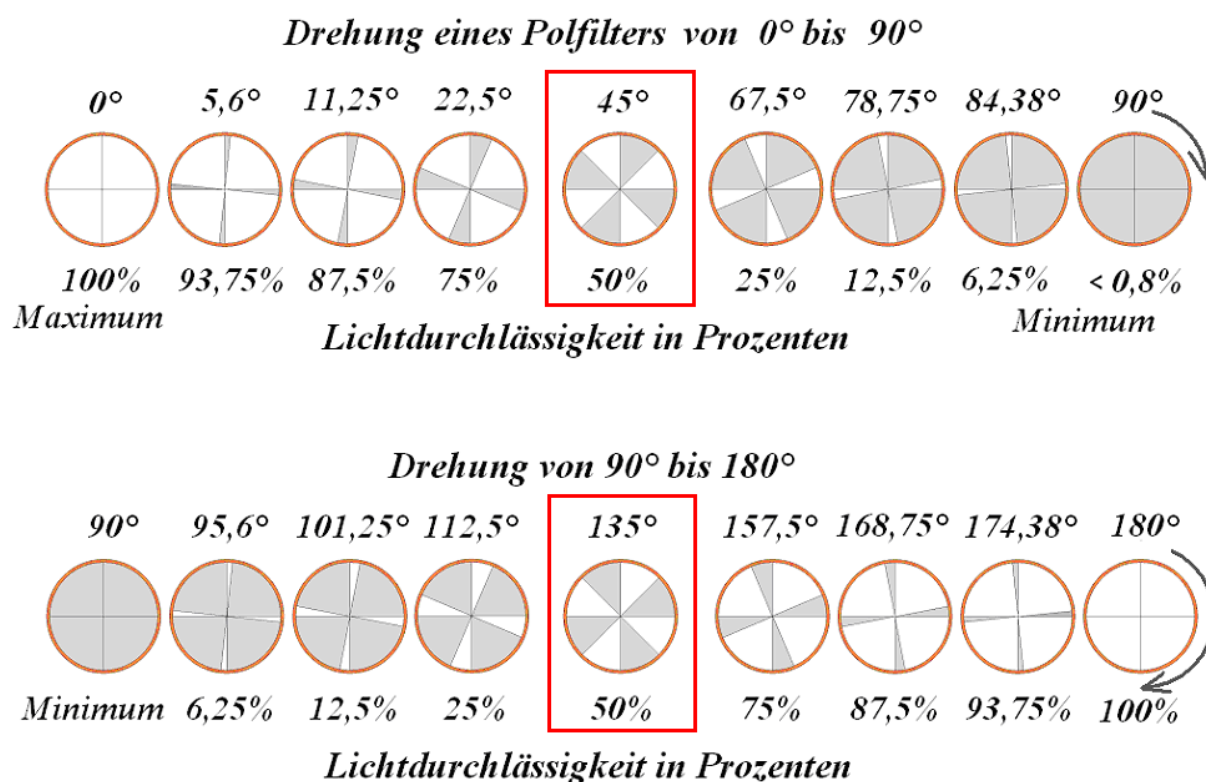 Drehung eines Polfilters von 0° bis 90°
0° 5,6° 11,25° 22,5° 45° 67,5° 78,75° 84,38° 90°
100% 93,75% 87,5% 75% 50% 25% 12,5% 6,25% < 0,8%
Maximum Minimum
Lichtdurchlässigkeit in Prozenten
Drehung von 90° bis 180°
90° 95,6° 101,25° 112,5° 135° 157,5° 168,75° 174,38° 180°
Minimum 6,25% 12,5% 25% 50% 75% 87,5% 93,75% 100%
Lichtdurchlässigkeit in Prozenten